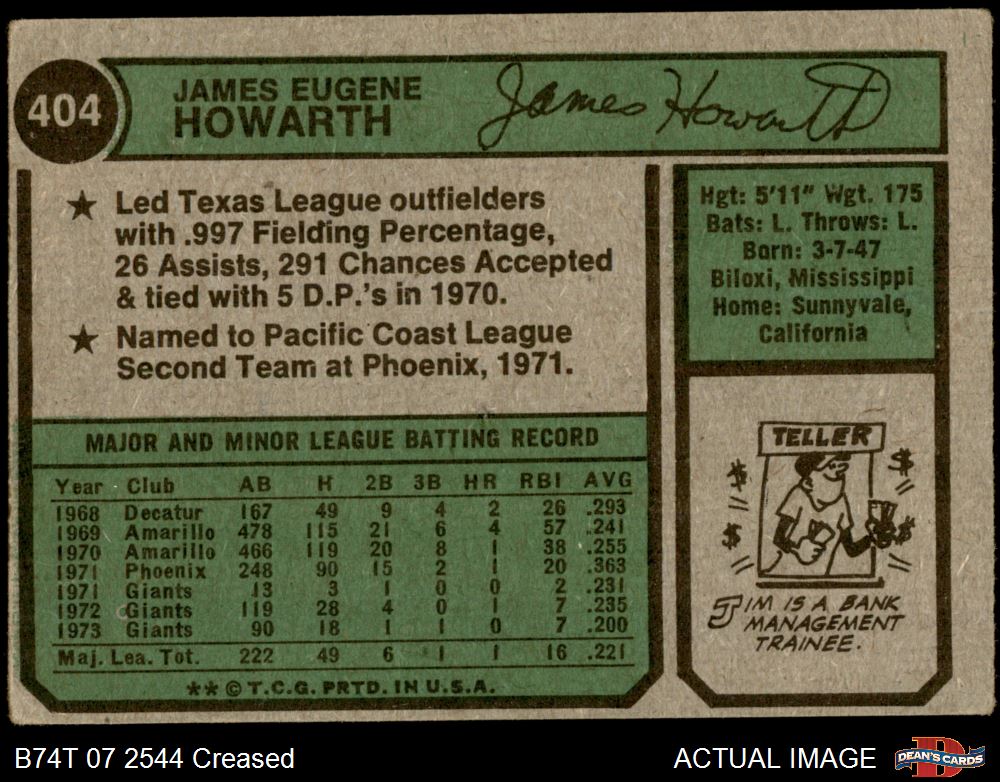 404
JAMES EUGENE
HOWARTH
James Howarth
★ Led Texas League outfielders
with .997 Fielding Percentage,
26 Assists, 291 Chances Accepted
& tied with 5 D.P.'s in 1970.
★ Named to Pacific Coast League
Second Team at Phoenix, 1971.
Hgt: 5'11" Wgt. 175
Bats: L. Throws: L.
Born: 3-7-47
Biloxi, Mississippi
Home: Sunnyvale,
California
MAJOR AND MINOR LEAGUE BATTING RECORD
Year Club AB H 2B 3B HR RBI AVG
1968 Decatur 167 49 9 4 2 26 .293
1969 Amarillo 478 115 21 6 4 57 .241
1970 Amarillo 466 119 20 8 1 38 .255
1971 Phoenix 248 90 15 2 1 20 .363
1971 Giants 13 3 1 0 0 2 .231
1972 Giants 119 28 4 0 1 7 .235
1973 Giants 90 18 1 1 0 7 .200
Maj. Lea. Tot. 222 49 6 1 1 16 .221
** © T.C.G. PRTD. IN U.S.A.
TELLER
$ $
$ $
JIM IS A BANK
MANAGEMENT
TRAINEE.
B74T 07 2544 Creased
ACTUAL IMAGE
D
DEAN'S CARDS